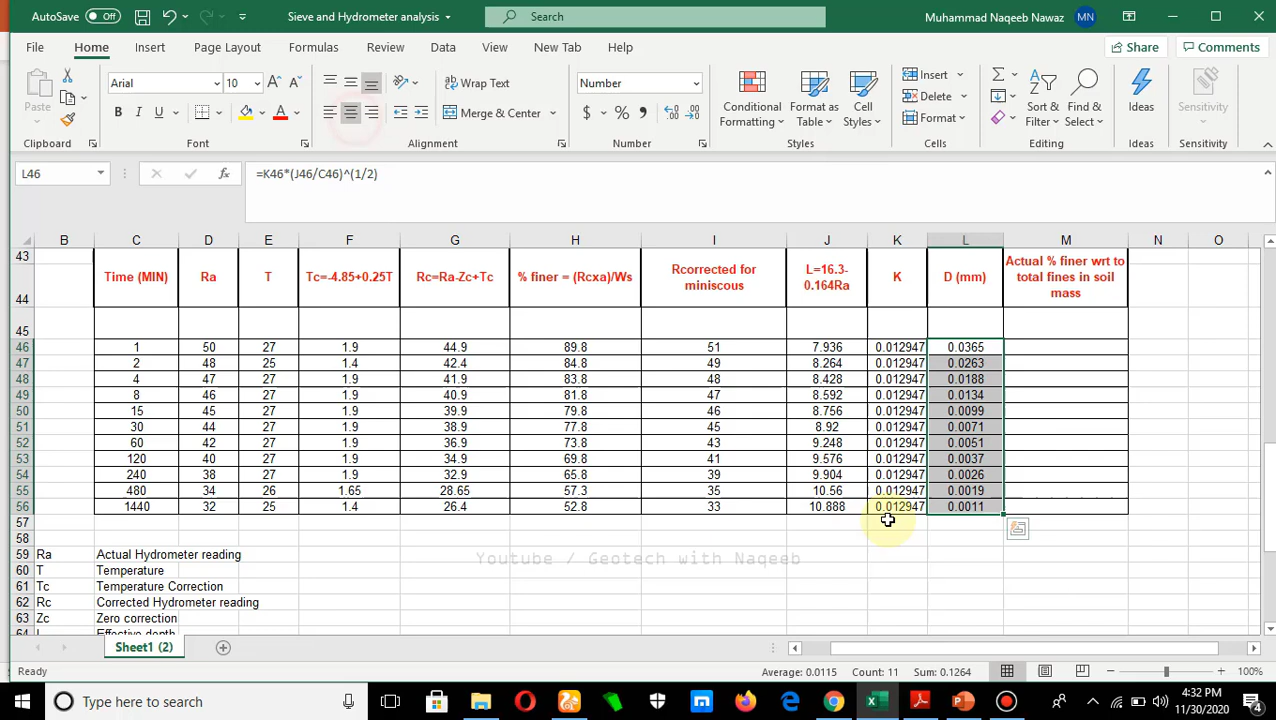 AutoSave Off Sieve and Hydrometer analysis Search Muhammad Naqeeb Nawaz MN
File Home Insert Page Layout Formulas Data Review View New Tab Help Share Comments
Arial 10 Wrap Text Number Insert
Paste B I U Merge & Center $ % Conditional Formatting Format as Table Cell Styles Delete Format Sort & Filter Find & Select Ideas Sensitivity
Clipboard Font Alignment Number Styles Cells Editing Ideas Sensitivity
L46 =K46*(J46/C46)^(1/2)
B C D E F G H I J K L M N O
43
44 Time (MIN) Ra T Tc=-4.85+0.25T Rc=Ra-Zc+Tc % finer = (Rcxa)/Ws Rcorrected for miniscous L=16.3-0.164Ra K D (mm) Actual % finer wrt to total fines in soil mass
45
46 1 50 27 1.9 44.9 89.8 51 7.936 0.012947 0.0365
47 2 48 25 1.4 42.4 84.8 49 8.264 0.012947 0.0263
48 4 47 27 1.9 41.9 83.8 48 8.428 0.012947 0.0188
49 8 46 27 1.9 40.9 81.8 47 8.592 0.012947 0.0134
50 15 45 27 1.9 39.9 79.8 46 8.756 0.012947 0.0099
51 30 44 27 1.9 38.9 77.8 45 8.92 0.012947 0.0071
52 60 42 27 1.9 36.9 73.8 43 9.248 0.012947 0.0051
53 120 40 27 1.9 34.9 69.8 41 9.576 0.012947 0.0037
54 240 38 27 1.9 32.9 65.8 39 9.904 0.012947 0.0026
55 480 34 26 1.65 28.65 57.3 35 10.56 0.012947 0.0019
56 1440 32 25 1.4 26.4 52.8 33 10.888 0.012947 0.0011
57
58 Youtube / Geotech with Naqeeb
59 Ra Actual Hydrometer reading
60 T Temperature
61 Tc Temperature Correction
62 Rc Corrected Hydrometer reading
63 Zc Zero correction
64 L Effective depth
Sheet1 (2)
Ready Average: 0.0115 Count: 11 Sum: 0.1264 100%
Type here to search 4:32 PM
11/30/2020 4